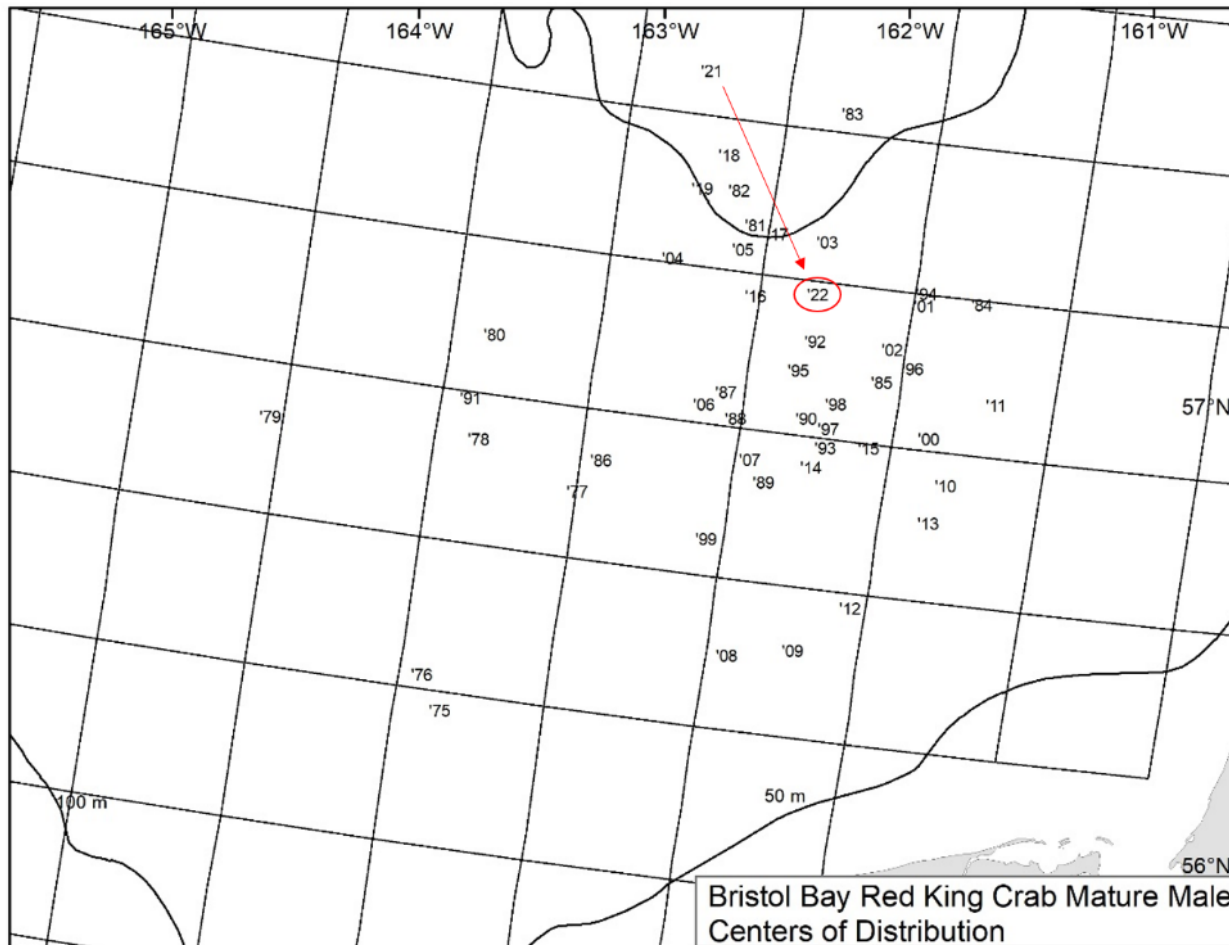 165°W 164°W 163°W 162°W 161°W
'21
'83
'18
'19 '82
'81 '17
'05 '03
'04
'16 '22 '94
'01 '84
'92
'80 '02
'95 96
'85
'87
'91 '06 '98 '11 57°N
'79 '88 '90
'97
'78 '93 '15 '00
'86 '07 '14
'77 '89 '10
'13
'99
'12
'08 '09
'76
'75
100 m 50 m
56°N
Bristol Bay Red King Crab Mature Male
Centers of Distribution